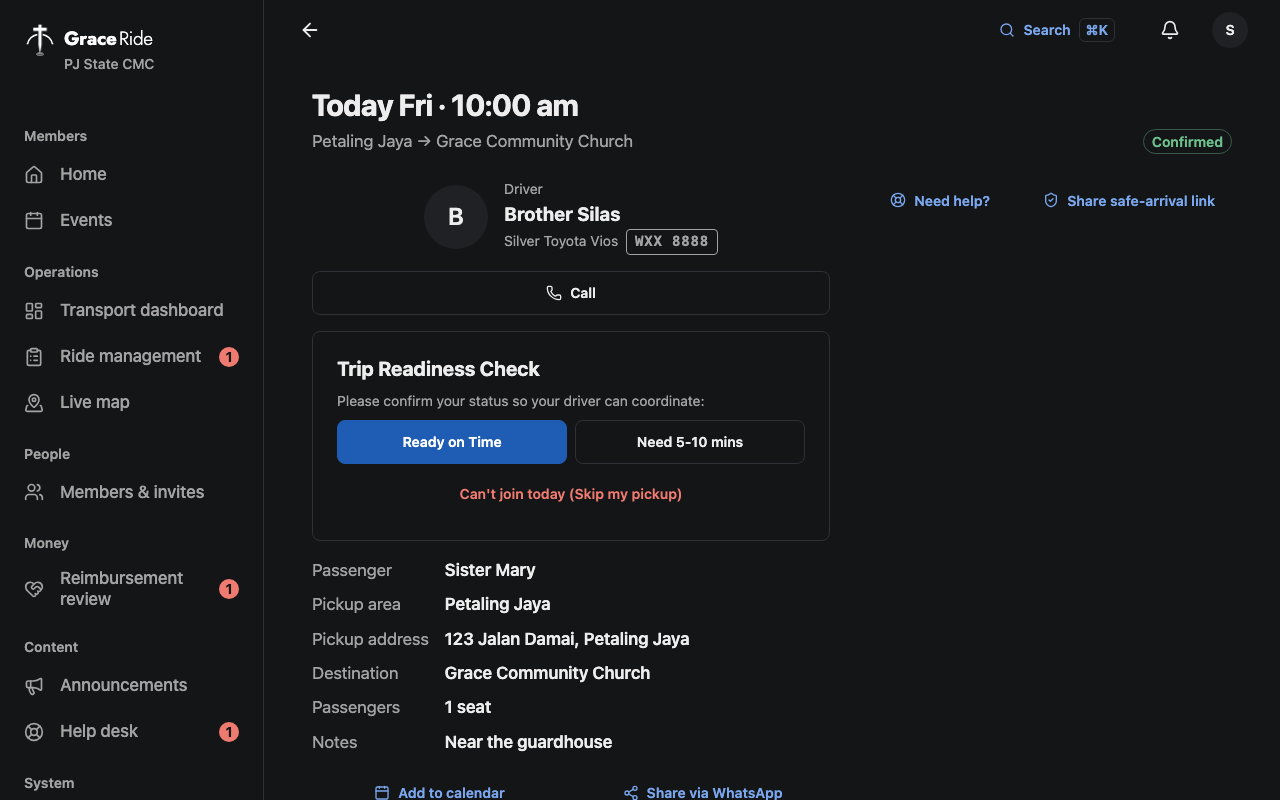 GraceRide
PJ State CMC
Members
Home
Events
Operations
Transport dashboard
Ride management 1
Live map
People
Members & invites
Money
Reimbursement
review 1
Content
Announcements
Help desk 1
System
Search ⌘K
S
Today Fri · 10:00 am
Petaling Jaya → Grace Community Church
Confirmed
B
Driver
Brother Silas
Silver Toyota Vios WXX 8888
Need help?
Share safe-arrival link
Call
Trip Readiness Check
Please confirm your status so your driver can coordinate:
Ready on Time
Need 5-10 mins
Can't join today (Skip my pickup)
Passenger Sister Mary
Pickup area Petaling Jaya
Pickup address 123 Jalan Damai, Petaling Jaya
Destination Grace Community Church
Passengers 1 seat
Notes Near the guardhouse
Add to calendar
Share via WhatsApp